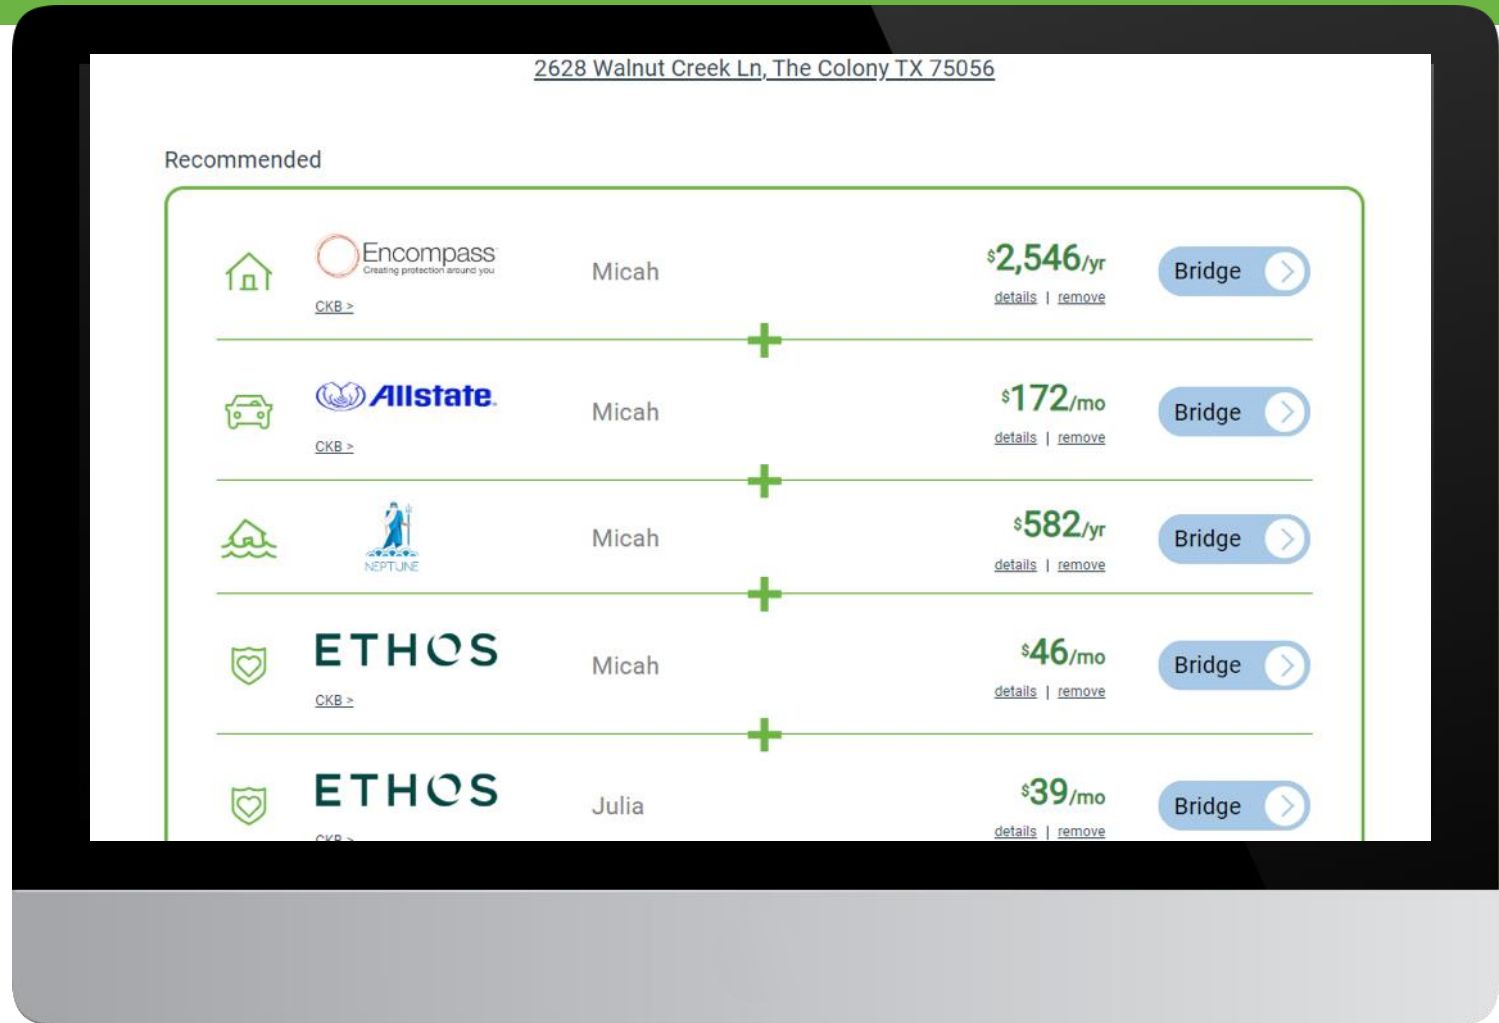 2628 Walnut Creek Ln, The Colony TX 75056
Recommended
Encompass
Creating protection around you
CKB >
Micah
$2,546/yr
details | remove
Bridge
Allstate.
CKB >
Micah
$172/mo
details | remove
Bridge
NEPTUNE
Micah
$582/yr
details | remove
Bridge
ETHOS
CKB >
Micah
$46/mo
details | remove
Bridge
ETHOS
CKB >
Julia
$39/mo
details | remove
Bridge